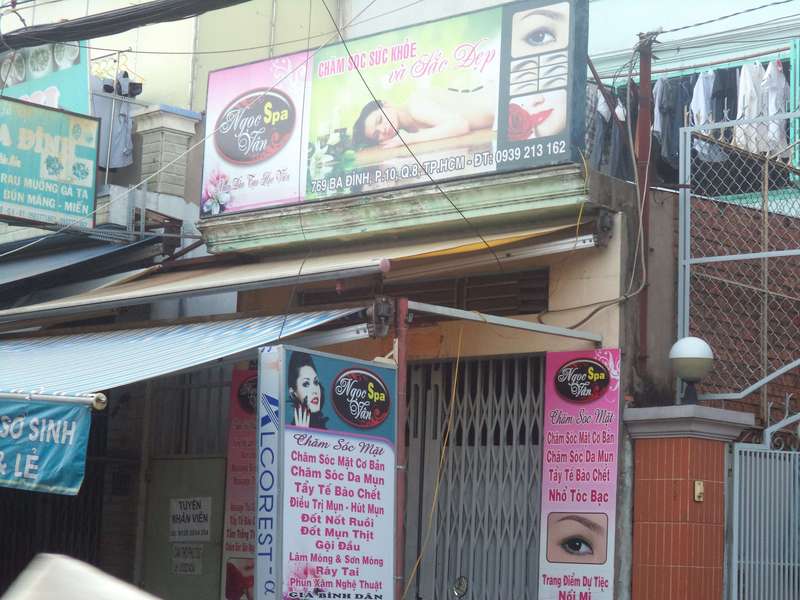 CHĂM SÓC SỨC KHỎE
và Sắc Đẹp
Ngọc Spa
Vân
769 BA ĐÌNH, P.10, Q.8, TP.HCM - ĐT: 0939 213 162
A ĐÌNH
RAU MUỐNG GÀ TA
BÚN MĂNG - MIẾN
SƠ SINH
& LẺ
TUYỂN
NHÂN VIÊN
ALCOREST - α
Ngọc Spa
Vân
Chăm Sóc Mặt
Chăm Sóc Mặt Cơ Bản
Chăm Sóc Da Mụn
Tẩy Tế Bào Chết
Điều Trị Mụn - Hút Mụn
Đốt Nốt Ruồi
Đốt Mụn Thịt
Gội Đầu
Làm Móng & Sơn Móng
Ráy Tai
Phun Xăm Nghệ Thuật
GIÁ BÌNH DÂN
Ngọc Spa
Vân
Chăm Sóc Mặt
Chăm Sóc Mặt Cơ Bản
Chăm Sóc Da Mụn
Tẩy Tế Bào Chết
Nhổ Tóc Bạc
Trang Điểm Dự Tiệc
Nối Mi